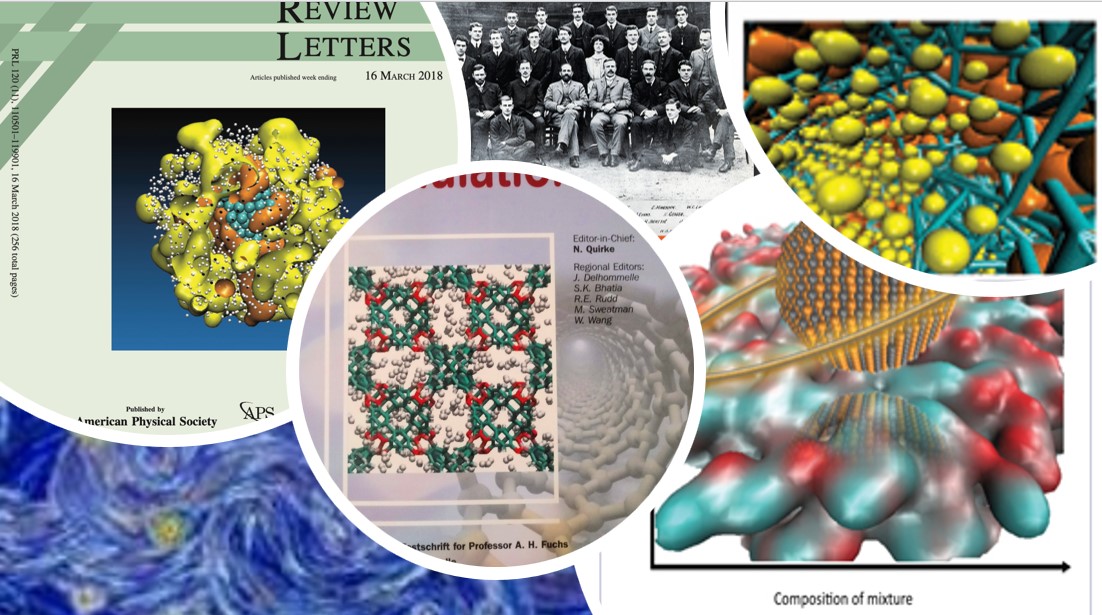 REVIEW
LETTERS
Articles published week ending
16 MARCH 2018
PRL 120 (11), 110501–119901, 16 March 2018 (256 total pages)
Published by
American Physical Society
APS
Editor-in-Chief:
N. Quirke
Regional Editors:
J. Delhommelle
S.K. Bhatia
R.E. Rudd
M. Sweatman
W. Wang
estschrift for Professor A. H. Fuchs
Composition of mixture